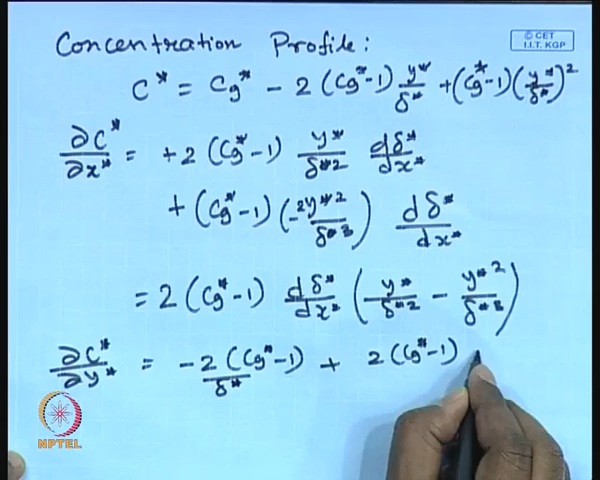 © CET
I.I.T. KGP
Concentration Profile:
C* = Cg* - 2 (Cg*-1) y*/δ* + (Cg*-1) (y*/δ*)²
∂C*/∂x* = +2 (Cg*-1) y*/δ*² dδ*/dx*
+ (Cg*-1) (-2y*²/δ*³) dδ*/dx*
= 2 (Cg*-1) dδ*/dx* (y*/δ*² - y*²/δ*³)
∂C*/∂y* = -2 (Cg*-1)/δ* + 2 (Cg*-1)
NPTEL